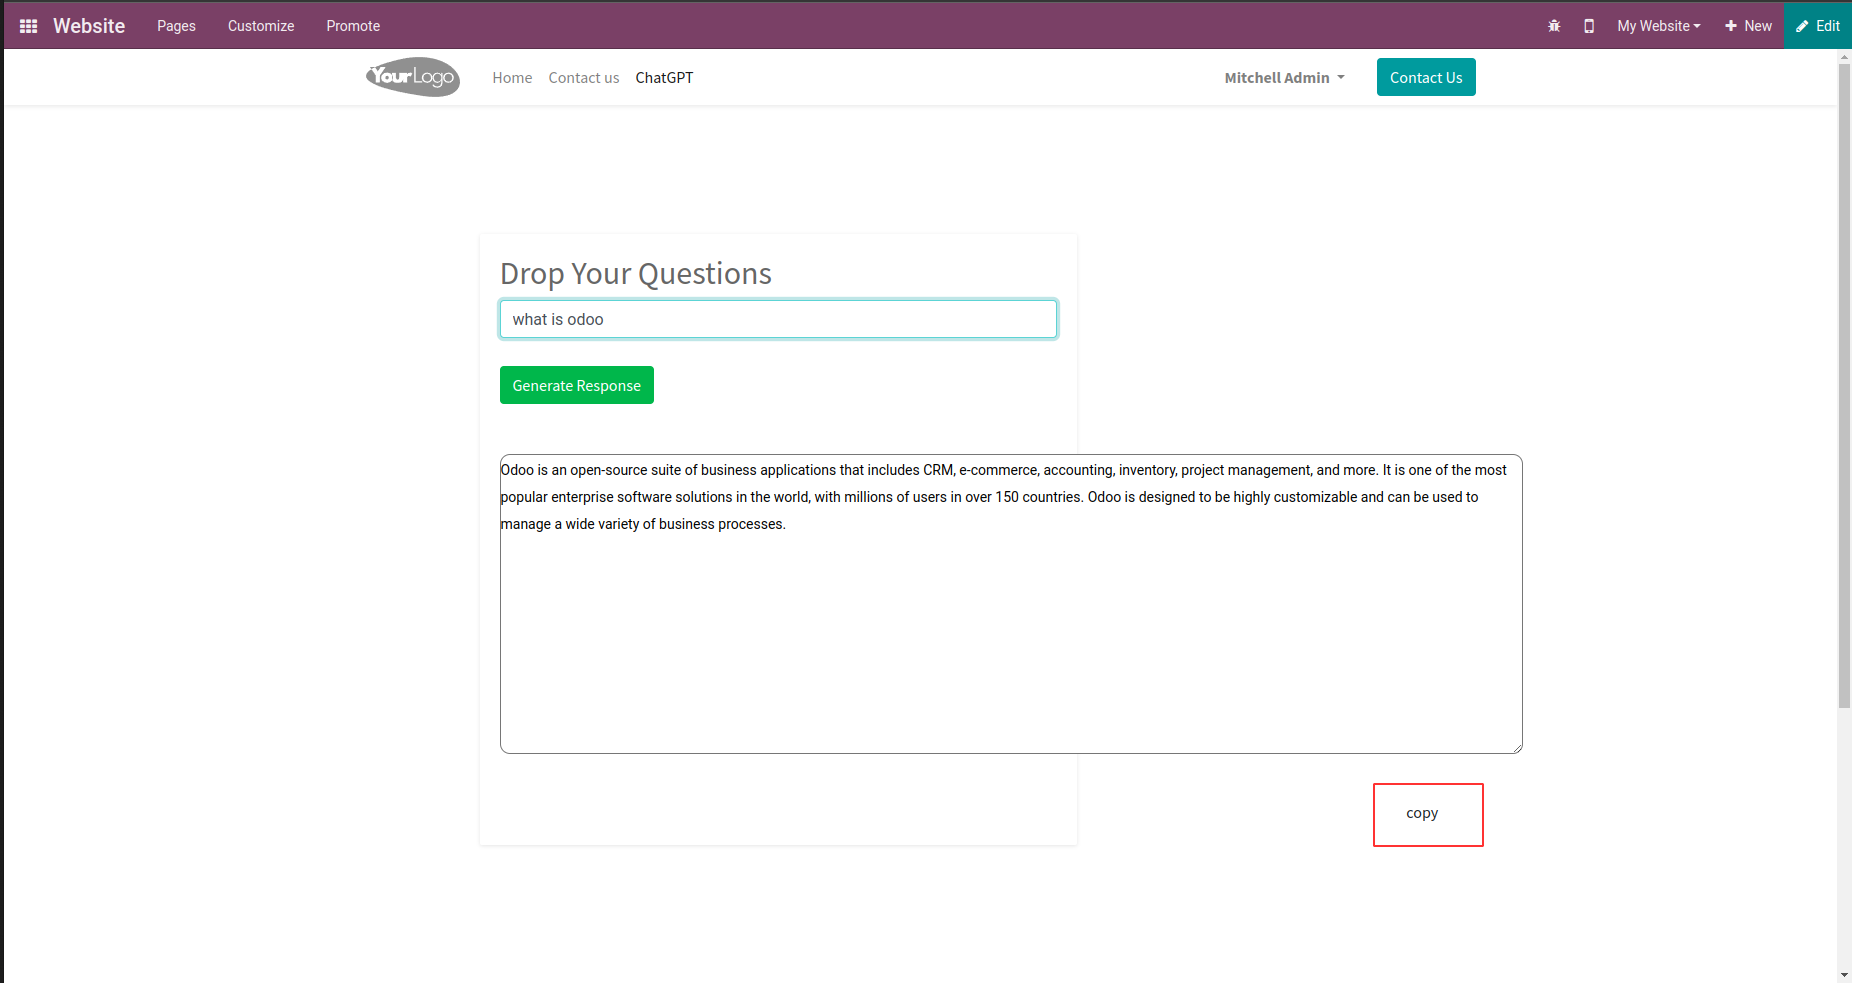 Website Pages Customize Promote My Website New Edit
YourLogo Home Contact us ChatGPT Mitchell Admin Contact Us
Drop Your Questions
what is odoo
Generate Response
Odoo is an open-source suite of business applications that includes CRM, e-commerce, accounting, inventory, project management, and more. It is one of the most
popular enterprise software solutions in the world, with millions of users in over 150 countries. Odoo is designed to be highly customizable and can be used to
manage a wide variety of business processes.
copy